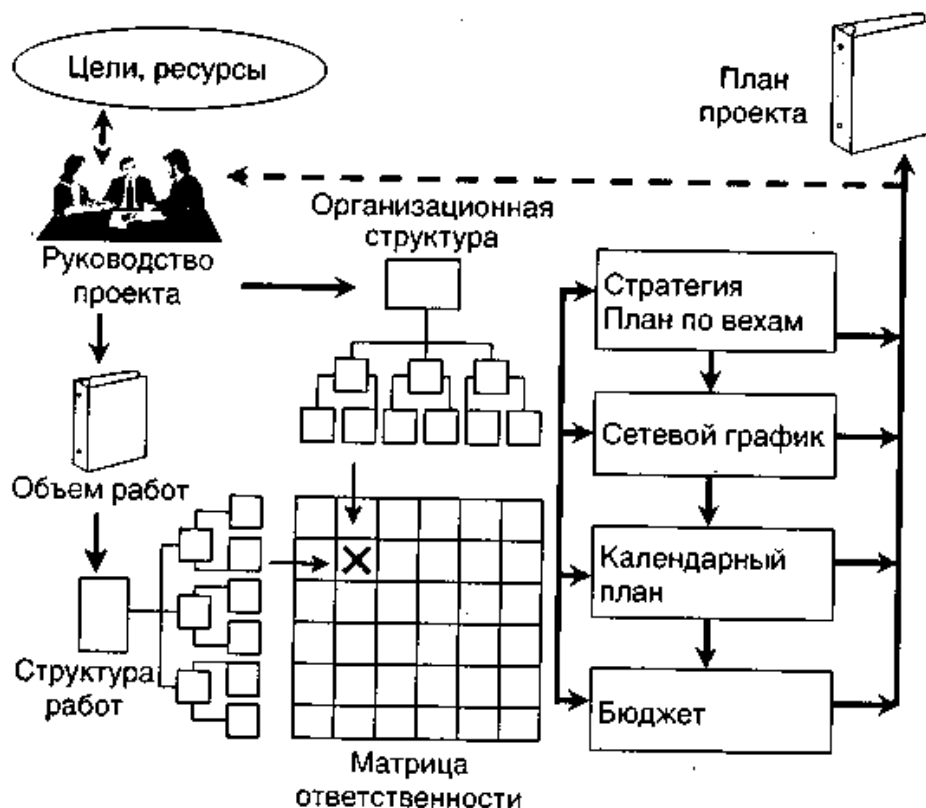 Цели, ресурсы
План
проекта
Организационная
структура
Руководство
проекта
Стратегия
План по вехам
Сетевой график
Объем работ
Календарный
план
Структура
работ
Бюджет
Матрица
ответственности